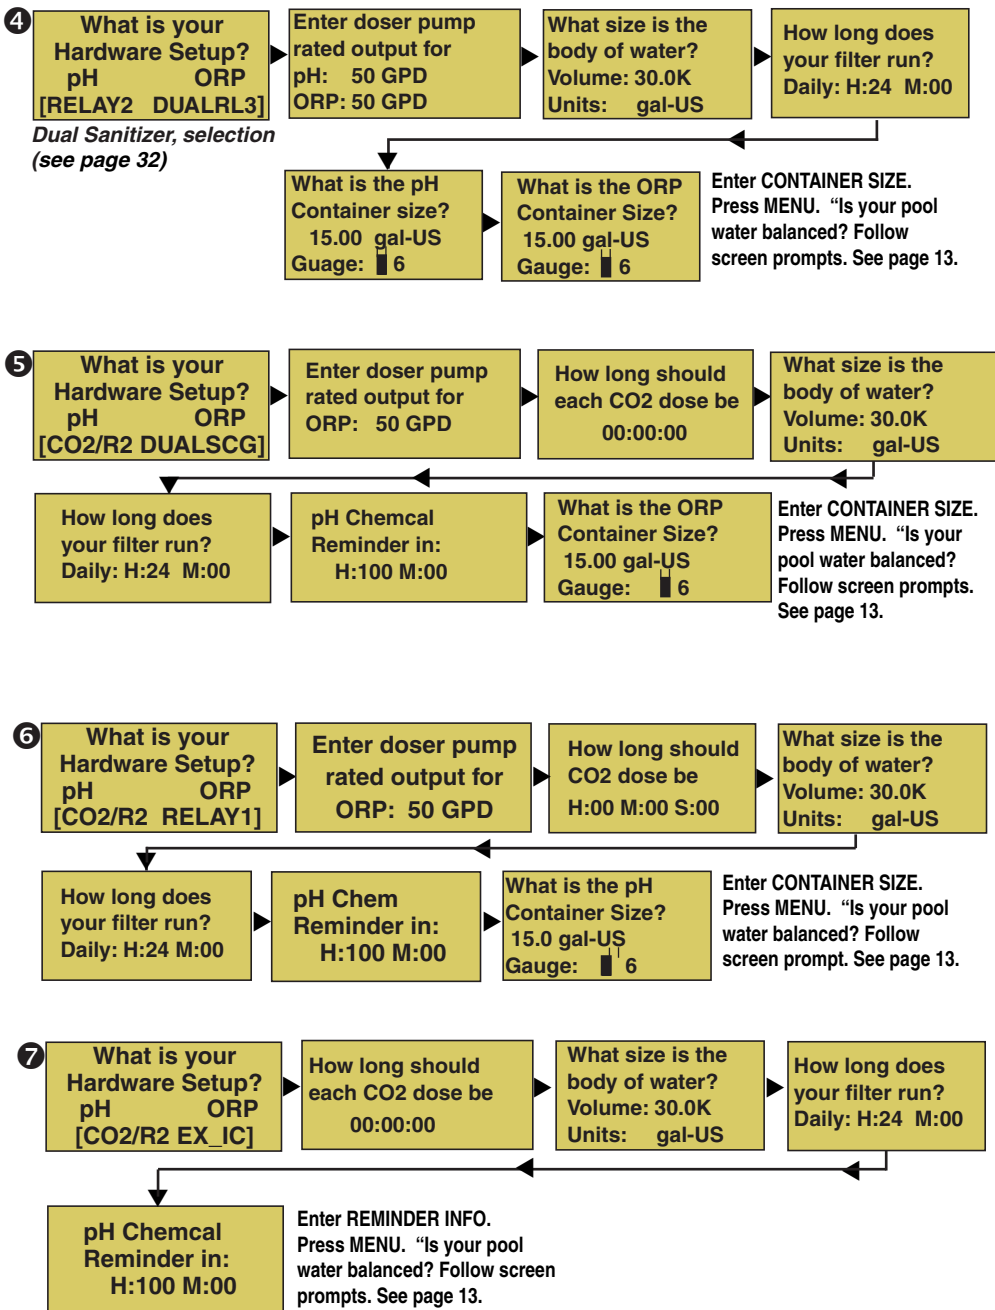 ❹
What is your
Hardware Setup?
pH ORP
[RELAY2 DUALRL3]
Dual Sanitizer, selection
(see page 32)
Enter doser pump
rated output for
pH: 50 GPD
ORP: 50 GPD
What size is the
body of water?
Volume: 30.0K
Units: gal-US
How long does
your filter run?
Daily: H:24 M:00
What is the pH
Container size?
15.00 gal-US
Guage: 6
What is the ORP
Container Size?
15.00 gal-US
Gauge: 6
Enter CONTAINER SIZE.
Press MENU. “Is your pool
water balanced? Follow
screen prompts. See page 13.
❺
What is your
Hardware Setup?
pH ORP
[CO2/R2 DUALSCG]
Enter doser pump
rated output for
ORP: 50 GPD
How long should
each CO2 dose be
00:00:00
What size is the
body of water?
Volume: 30.0K
Units: gal-US
How long does
your filter run?
Daily: H:24 M:00
pH Chemcal
Reminder in:
H:100 M:00
What is the ORP
Container Size?
15.00 gal-US
Gauge: 6
Enter CONTAINER SIZE.
Press MENU. “Is your
pool water balanced?
Follow screen prompts.
See page 13.
❻
What is your
Hardware Setup?
pH ORP
[CO2/R2 RELAY1]
Enter doser pump
rated output for
ORP: 50 GPD
How long should
CO2 dose be
H:00 M:00 S:00
What size is the
body of water?
Volume: 30.0K
Units: gal-US
How long does
your filter run?
Daily: H:24 M:00
pH Chem
Reminder in:
H:100 M:00
What is the pH
Container Size?
15.0 gal-US
Gauge: 6
Enter CONTAINER SIZE.
Press MENU. “Is your pool
water balanced? Follow
screen prompt. See page 13.
❼
What is your
Hardware Setup?
pH ORP
[CO2/R2 EX_IC]
How long should
each CO2 dose be
00:00:00
What size is the
body of water?
Volume: 30.0K
Units: gal-US
How long does
your filter run?
Daily: H:24 M:00
pH Chemcal
Reminder in:
H:100 M:00
Enter REMINDER INFO.
Press MENU. “Is your pool
water balanced? Follow screen
prompts. See page 13.